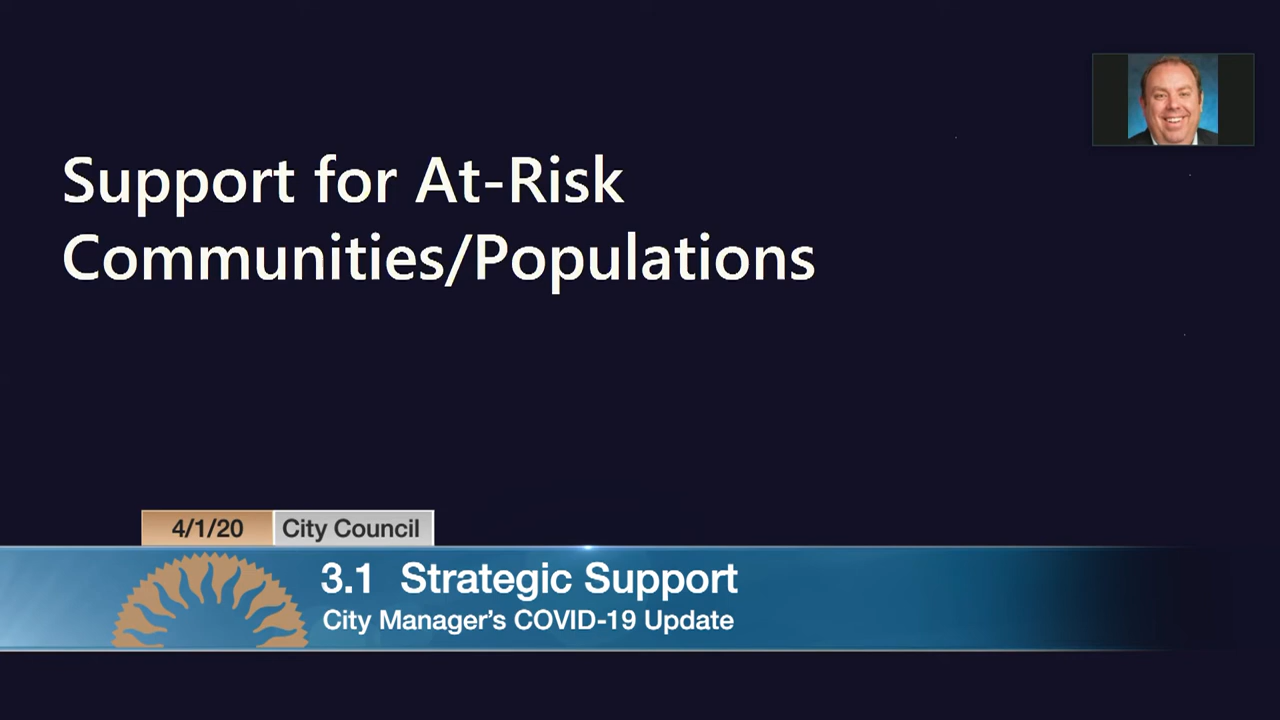 Support for At-Risk
Communities/Populations
4/1/20 City Council
3.1 Strategic Support
City Manager's COVID-19 Update